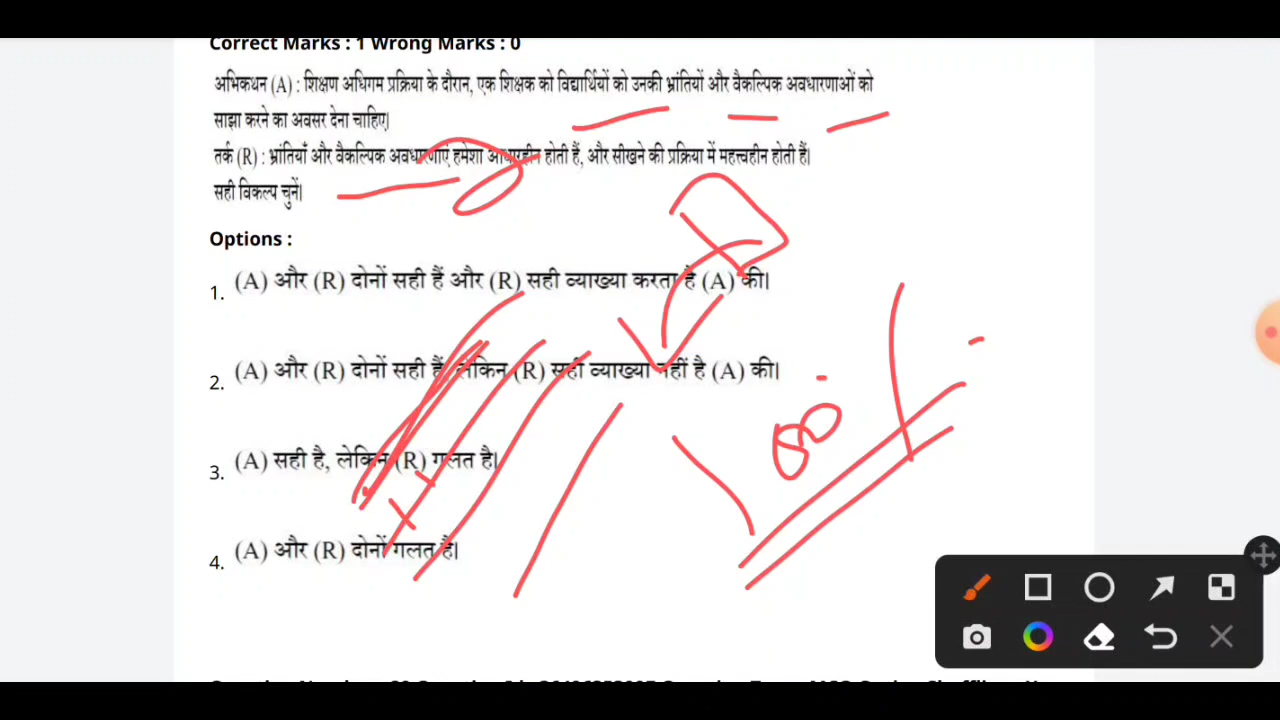 Correct Marks : 1 Wrong Marks : 0
अभिकथन (A) : शिक्षण अधिगम प्रक्रिया के दौरान, एक शिक्षक को विद्यार्थियों को उनकी भ्रांतियों और वैकल्पिक अवधारणाओं को
साझा करने का अवसर देना चाहिए|
तर्क (R) : भ्रांतियाँ और वैकल्पिक अवधारणाएं हमेशा आधारहीन होती हैं, और सीखने की प्रक्रिया में महत्त्वहीन होती हैं|
सही विकल्प चुनें|
Options :
1. (A) और (R) दोनों सही हैं और (R) सही व्याख्या करता है (A) की|
2. (A) और (R) दोनों सही हैं, लेकिन (R) सही व्याख्या नहीं है (A) की|
3. (A) सही है, लेकिन (R) गलत है|
4. (A) और (R) दोनों गलत है|